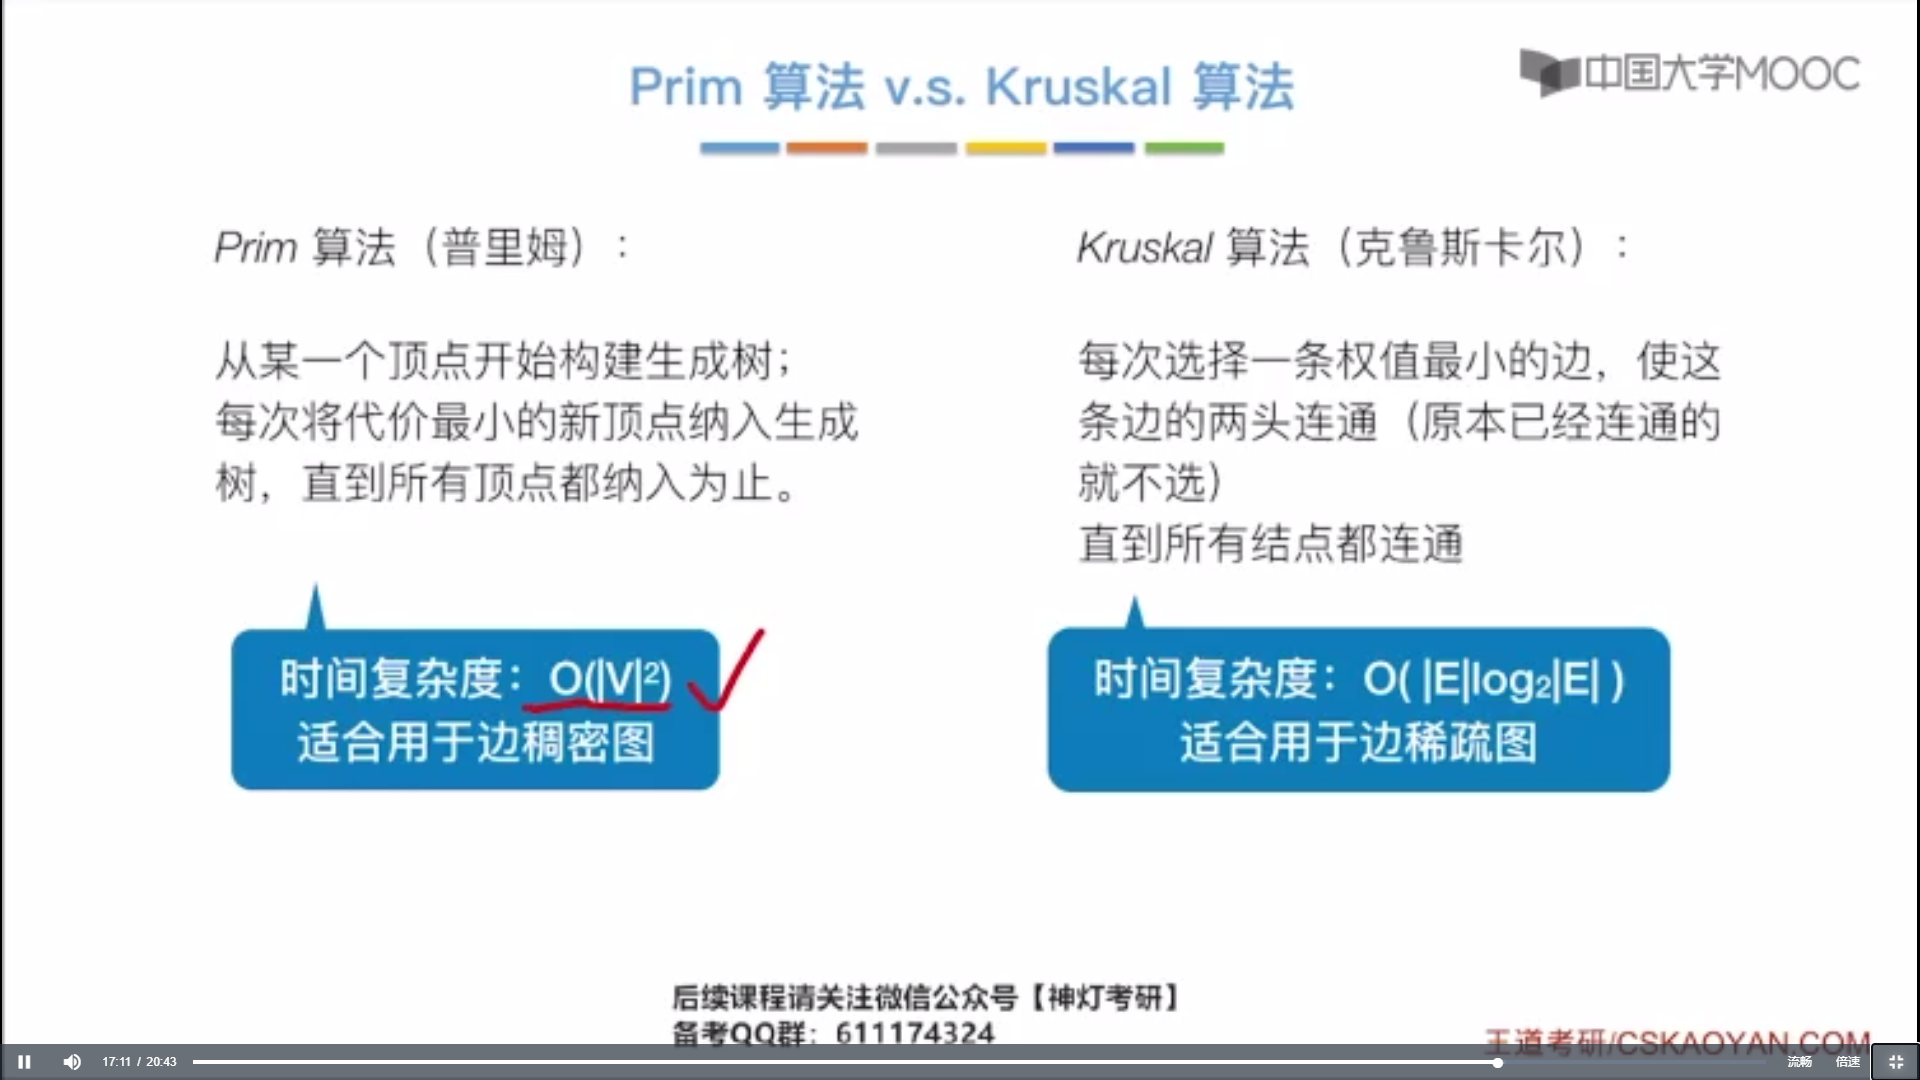 Prim 算法 v.s. Kruskal 算法
中国大学MOOC
Prim 算法（普里姆）：
从某一个顶点开始构建生成树；
每次将代价最小的新顶点纳入生成
树，直到所有顶点都纳入为止。
时间复杂度：O(|V|²)
适合用于边稠密图
Kruskal 算法（克鲁斯卡尔）：
每次选择一条权值最小的边，使这
条边的两头连通（原本已经连通的
就不选）
直到所有结点都连通
时间复杂度：O( |E|log₂|E| )
适合用于边稀疏图
后续课程请关注微信公众号【神灯考研】
备考QQ群：611174324
王道考研/CSKAOYAN.COM
17:11 / 20:43
流畅
倍速